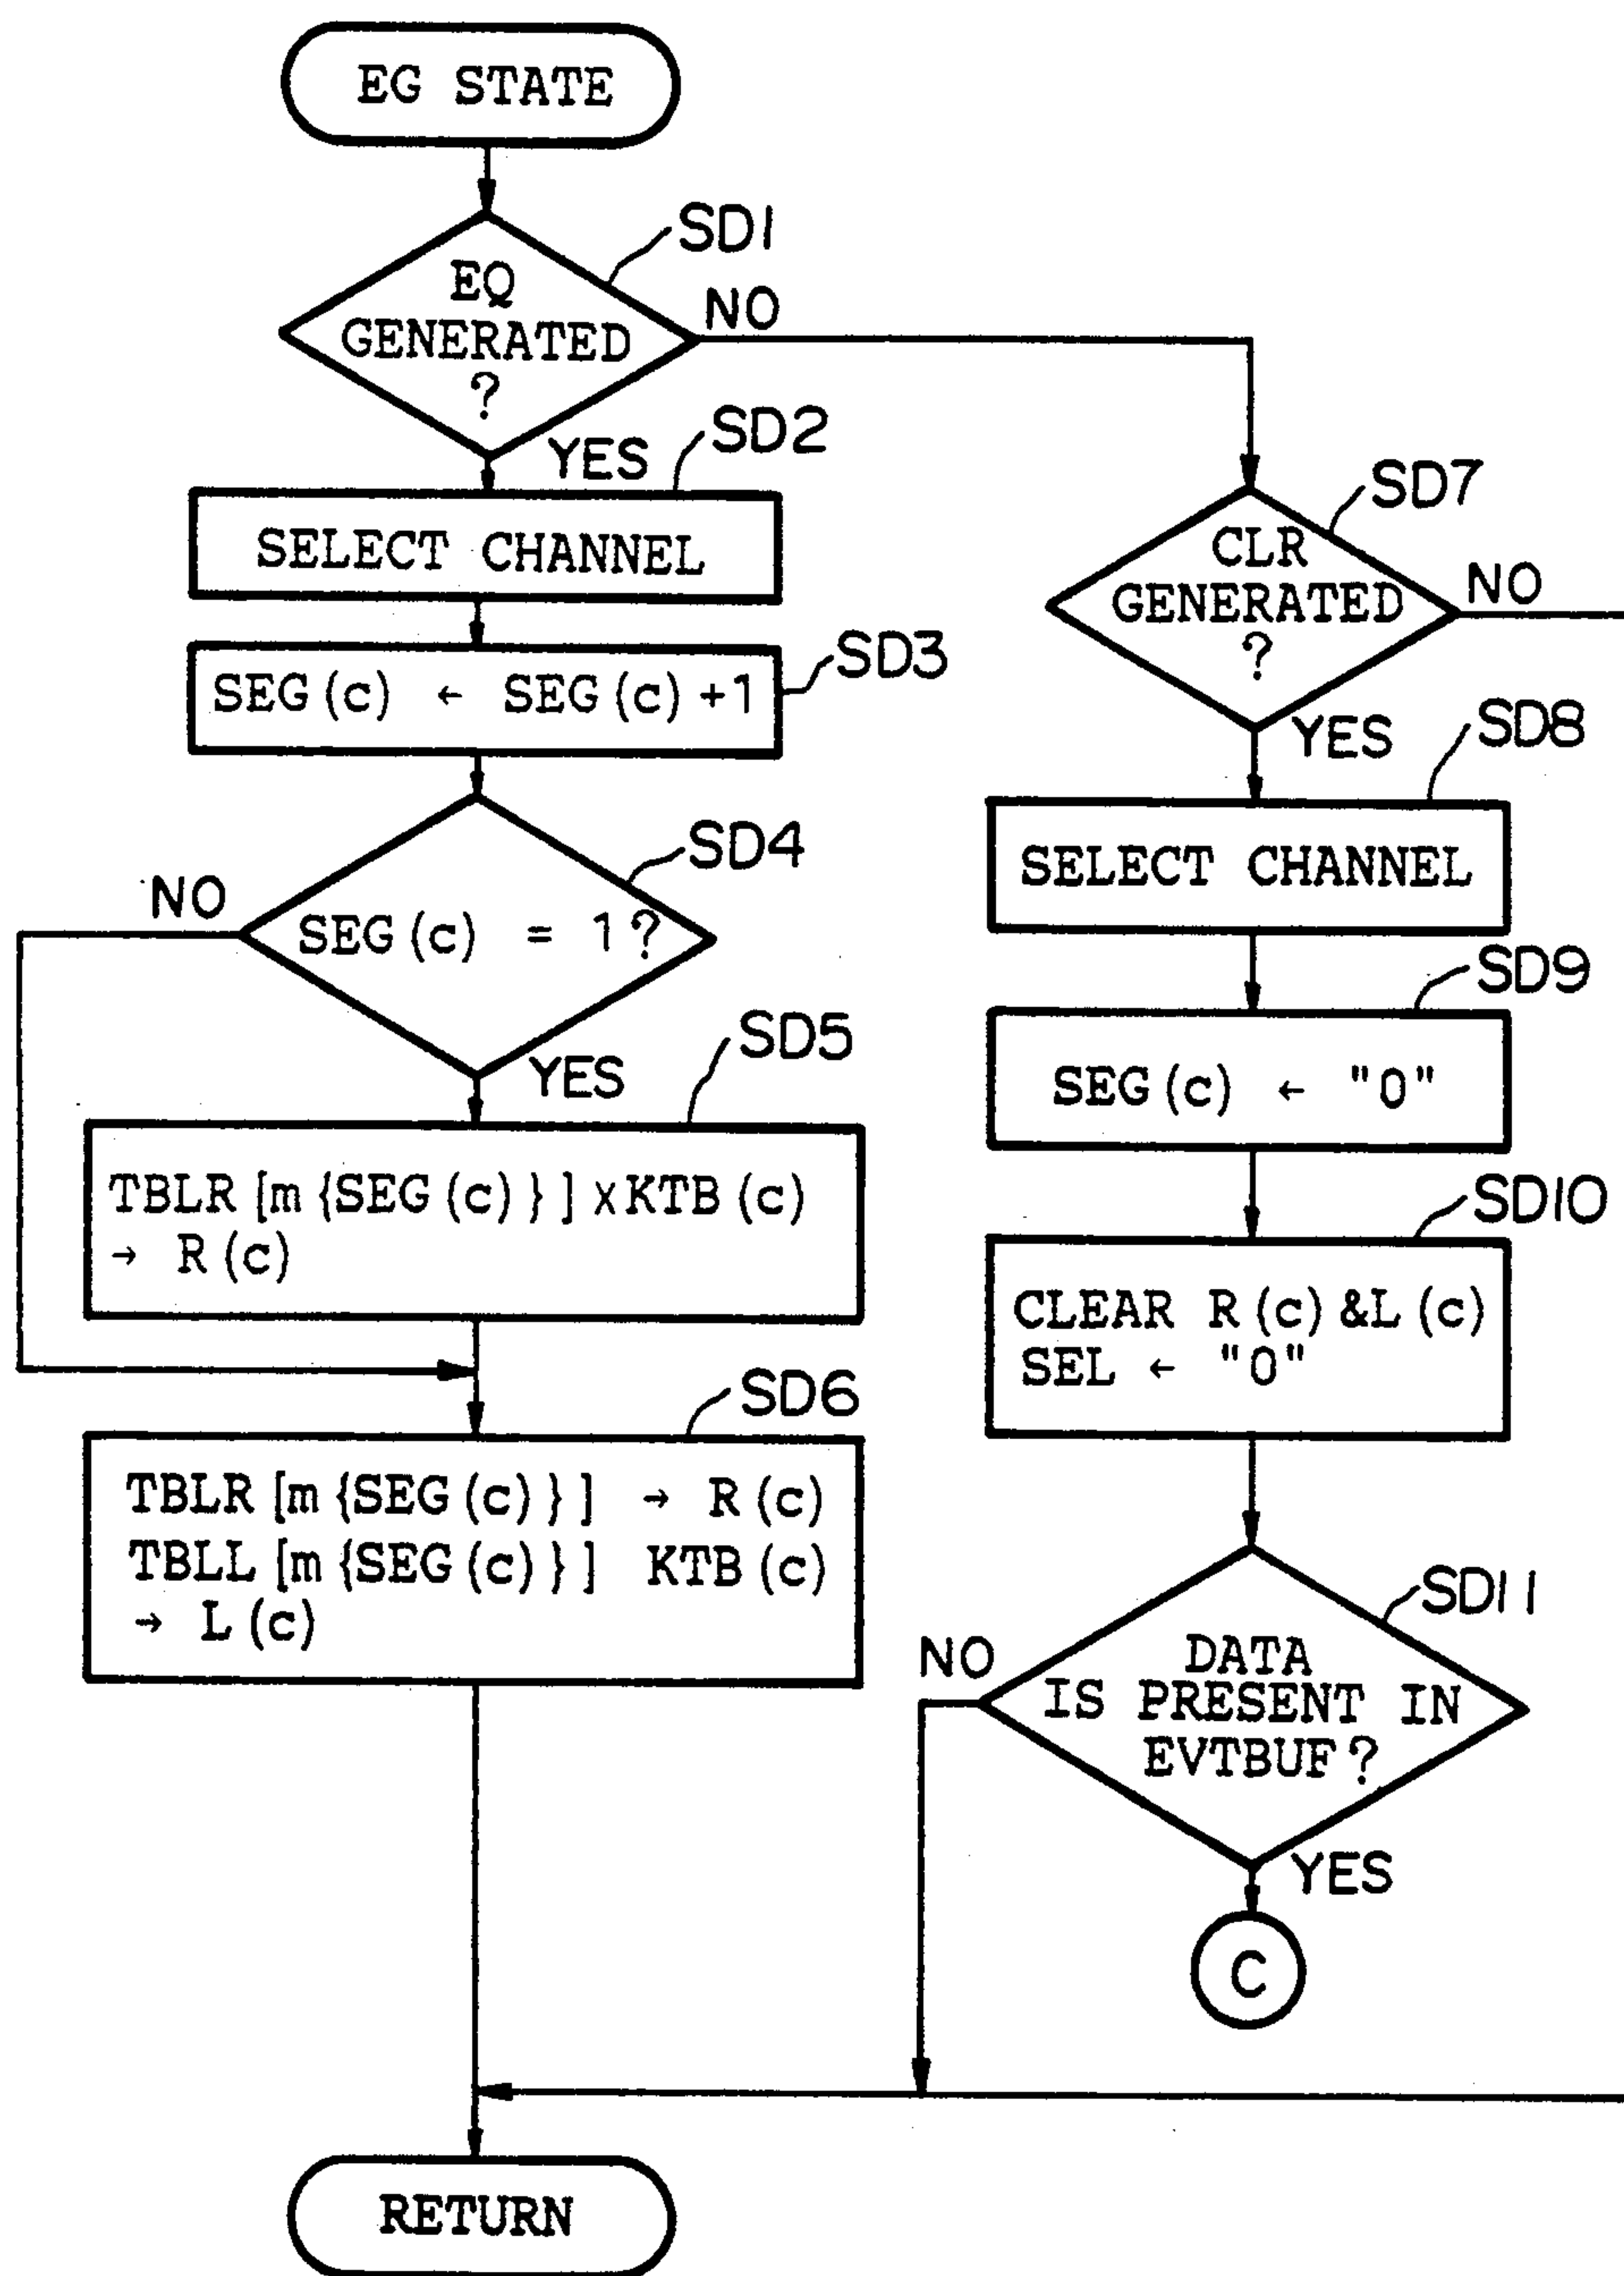 EG STATE
SD1
EQ
GENERATED
?
NO
YES
SD2
SELECT CHANNEL
SD3
SEG(c) ← SEG(c)+1
SD4
NO
SEG(c) = 1?
YES
SD5
TBLR[m{SEG(c)}]×KTB(c)
→ R(c)
SD6
TBLR[m{SEG(c)}] → R(c)
TBLL[m{SEG(c)}] KTB(c)
→ L(c)
SD7
CLR
GENERATED
?
NO
YES
SD8
SELECT CHANNEL
SD9
SEG(c) ← "0"
SD10
CLEAR R(c)&L(c)
SEL ← "0"
SD11
NO
DATA
IS PRESENT IN
EVTBUF?
YES
C
RETURN